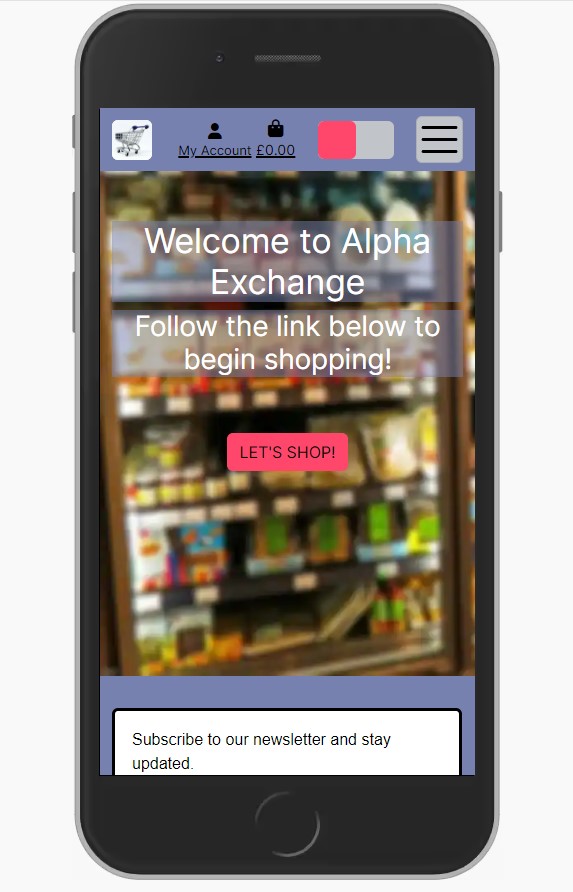 My Account £0.00
Welcome to Alpha
Exchange
Follow the link below to
begin shopping!
LET'S SHOP!
Subscribe to our newsletter and stay
updated.